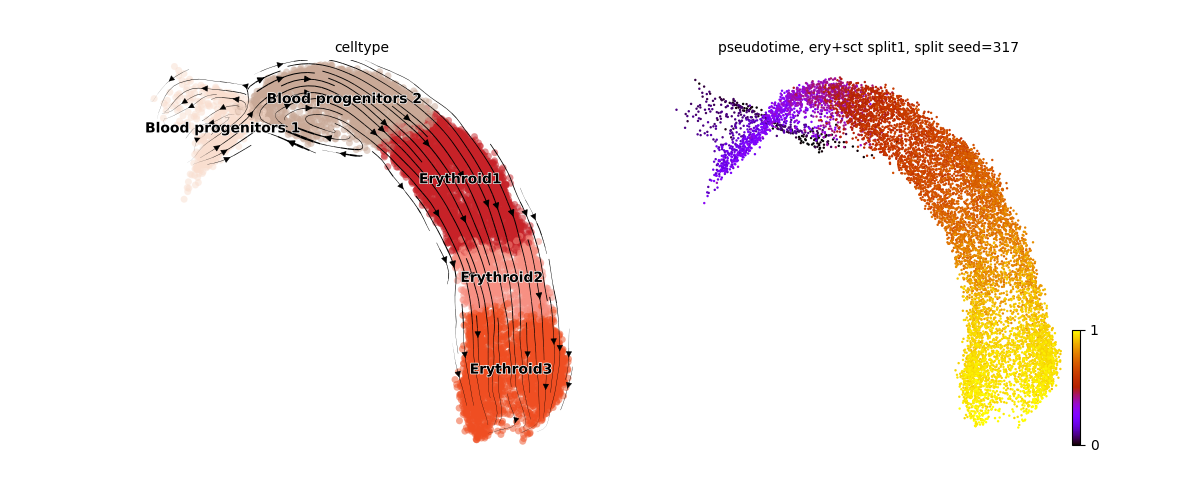 celltype
Blood progenitors 2
Blood progenitors 1
Erythroid1
Erythroid2
Erythroid3
pseudotime, ery+sct split1, split seed=317
1
0